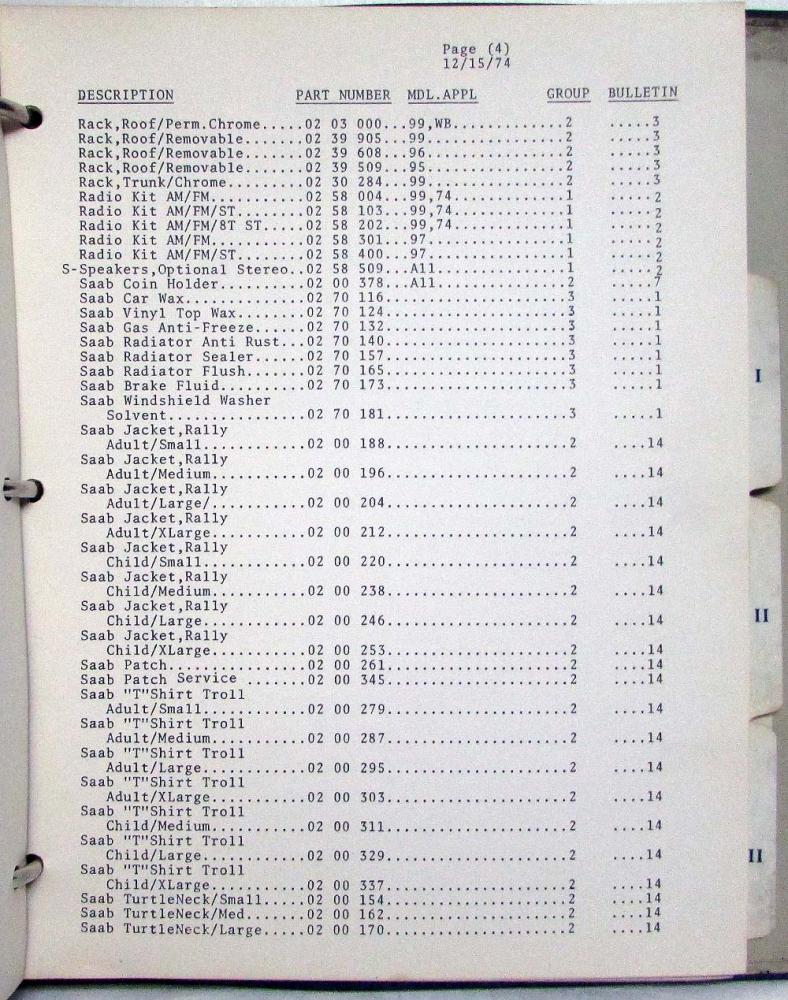 Page (4)
12/15/74
DESCRIPTION PART NUMBER MDL.APPL GROUP BULLETIN
Rack,Roof/Perm.Chrome.....02 03 000...99,WB.............2 .....3
Rack,Roof/Removable.......02 39 905...99................2 .....3
Rack,Roof/Removable.......02 39 608...96................2 .....3
Rack,Roof/Removable.......02 39 509...95................2 .....3
Rack,Trunk/Chrome.........02 30 284...99................2 .....3
Radio Kit AM/FM...........02 58 004...99,74.............1 .....2
Radio Kit AM/FM/ST........02 58 103...99,74.............1 .....2
Radio Kit AM/FM/8T ST.....02 58 202...99,74.............1 .....2
Radio Kit AM/FM...........02 58 301...97................1 .....2
Radio Kit AM/FM/ST........02 58 400...97................1 .....2
S-Speakers,Optional Stereo..02 58 509...All...............1 .....2
Saab Coin Holder..........02 00 378...All...............2 .....7
Saab Car Wax..............02 70 116.....................3 .....1
Saab Vinyl Top Wax........02 70 124.....................3 .....1
Saab Gas Anti-Freeze......02 70 132.....................3 .....1
Saab Radiator Anti Rust...02 70 140.....................3 .....1
Saab Radiator Sealer......02 70 157.....................3 .....1
Saab Radiator Flush.......02 70 165.....................3 .....1
Saab Brake Fluid..........02 70 173.....................3 .....1
Saab Windshield Washer
Solvent................02 70 181.....................3 .....1
Saab Jacket,Rally
Adult/Small............02 00 188.....................2 ....14
Saab Jacket,Rally
Adult/Medium...........02 00 196.....................2 ....14
Saab Jacket,Rally
Adult/Large/...........02 00 204.....................2 ....14
Saab Jacket,Rally
Adult/XLarge...........02 00 212.....................2 ....14
Saab Jacket,Rally
Child/Small............02 00 220.....................2 ....14
Saab Jacket,Rally
Child/Medium...........02 00 238.....................2 ....14
Saab Jacket,Rally
Child/Large............02 00 246.....................2 ....14
Saab Jacket,Rally
Child/XLarge...........02 00 253.....................2 ....14
Saab Patch................02 00 261.....................2 ....14
Saab Patch Service .......02 00 345.....................2 ....14
Saab "T"Shirt Troll
Adult/Small............02 00 279.....................2 ....14
Saab "T"Shirt Troll
Adult/Medium...........02 00 287.....................2 ....14
Saab "T"Shirt Troll
Adult/Large............02 00 295.....................2 ....14
Saab "T"Shirt Troll
Adult/XLarge...........02 00 303.....................2 ....14
Saab "T"Shirt Troll
Child/Medium...........02 00 311.....................2 ....14
Saab "T"Shirt Troll
Child/Large............02 00 329.....................2 ....14
Saab "T"Shirt Troll
Child/XLarge...........02 00 337.....................2 ....14
Saab TurtleNeck/Small.....02 00 154.....................2 ....14
Saab TurtleNeck/Med.......02 00 162.....................2 ....14
Saab TurtleNeck/Large.....02 00 170.....................2 ....14
I
II
II